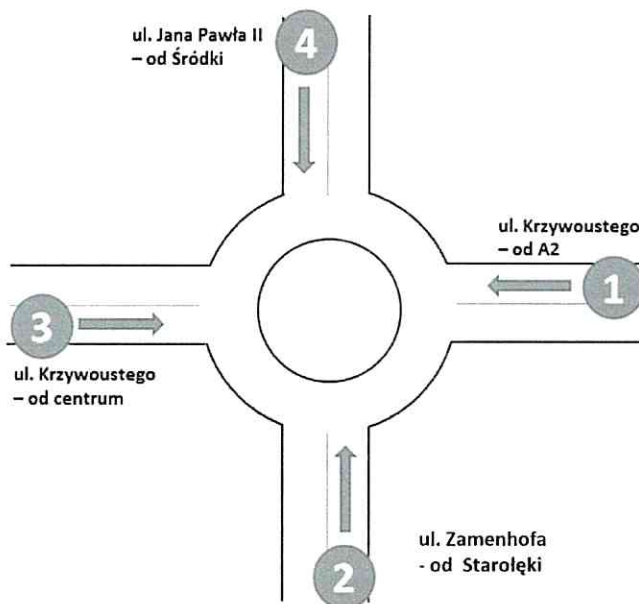 ul. Jana Pawła II
– od Śródki
4
ul. Krzywoustego
– od A2
1
3
ul. Krzywoustego
– od centrum
ul. Zamenhofa
- od Starołęki
2